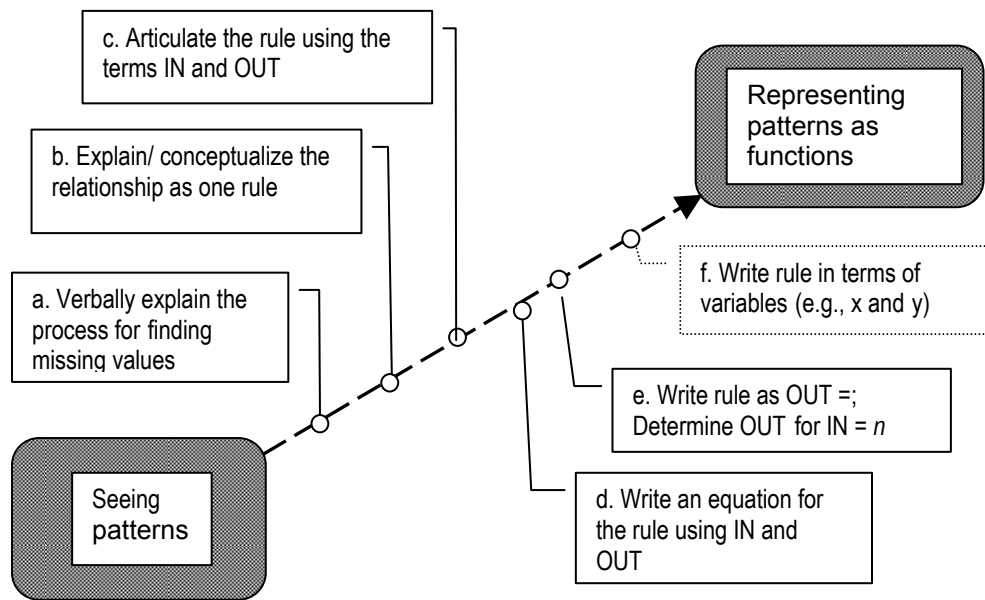 c. Articulate the rule using the
terms IN and OUT
Representing
patterns as
functions
b. Explain/ conceptualize the
relationship as one rule
f. Write rule in terms of
variables (e.g., x and y)
a. Verbally explain the
process for finding
missing values
e. Write rule as OUT =;
Determine OUT for IN = n
Seeing
patterns
d. Write an equation for
the rule using IN and
OUT